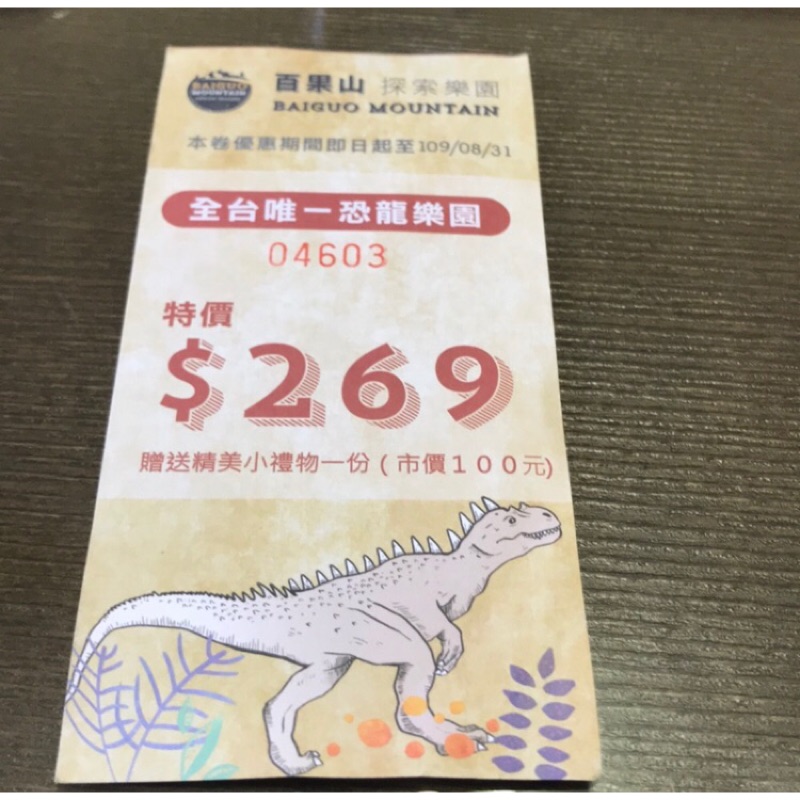 BAIGUO
MOUNTAIN
百果山 探索樂園
BAIGUO MOUNTAIN
本卷優惠期間即日起至109/08/31
全台唯一恐龍樂園
04603
特價
$269
贈送精美小禮物一份(市價100元)